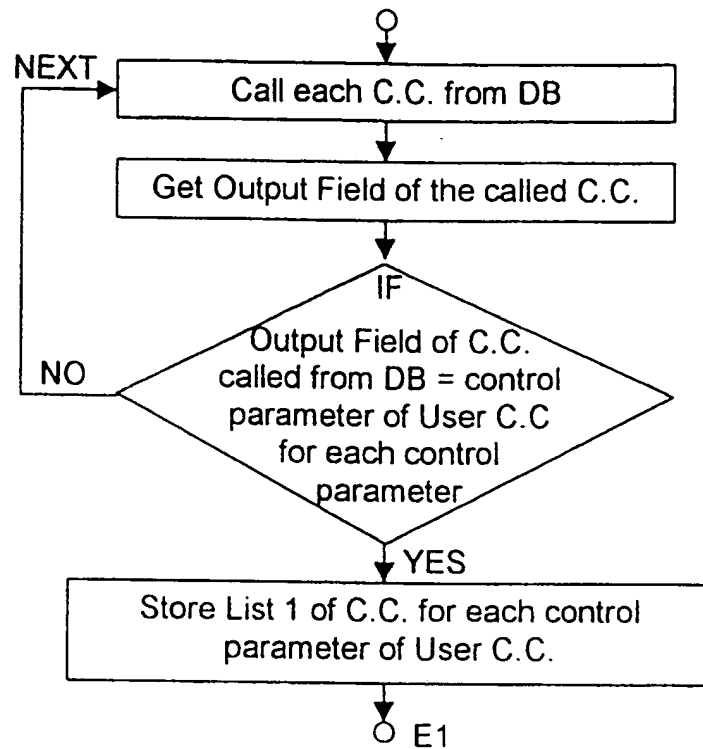 NEXT
Call each C.C. from DB
Get Output Field of the called C.C.
IF
Output Field of C.C.
called from DB = control
parameter of User C.C
for each control
parameter
NO
YES
Store List 1 of C.C. for each control
parameter of User C.C.
E1